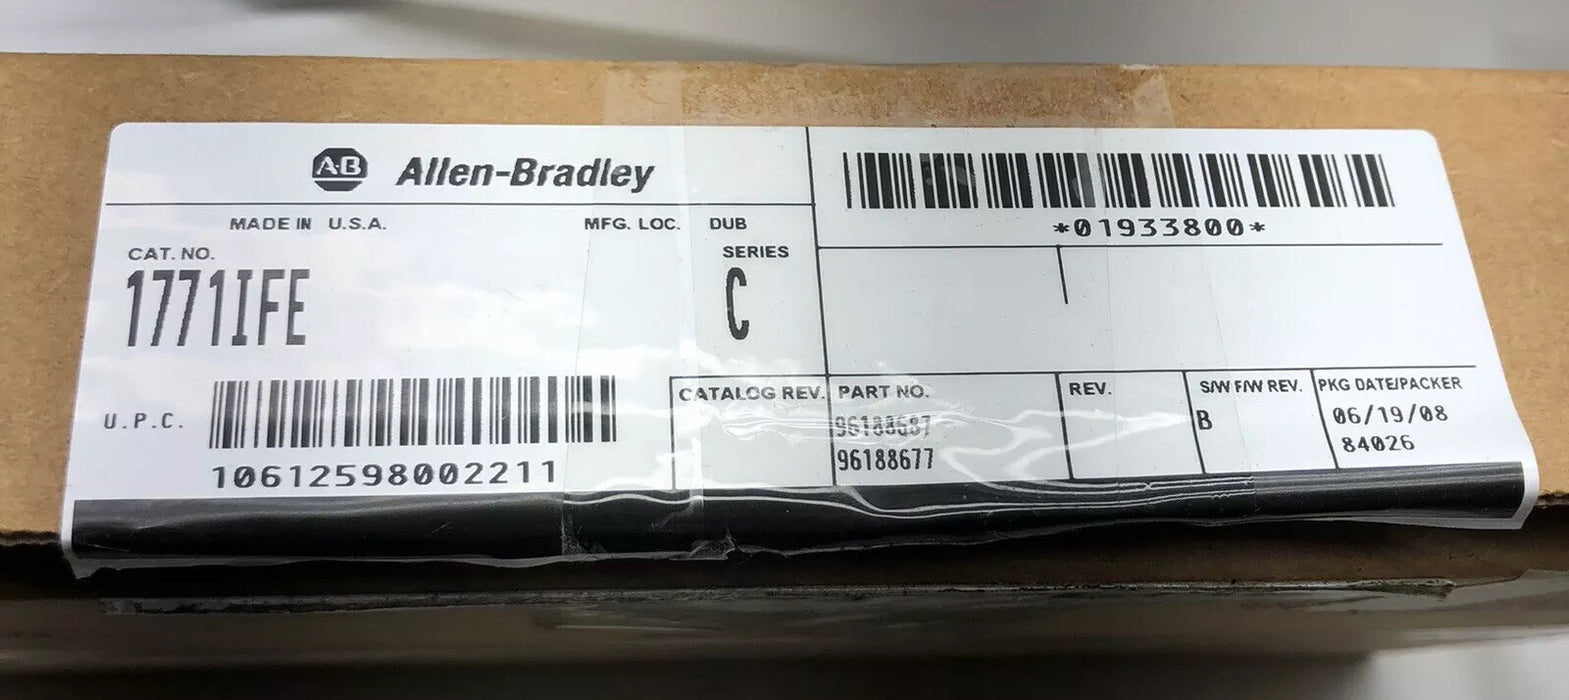 A-B Allen-Bradley
*01933800*
MADE IN U.S.A. MFG. LOC. DUB
CAT. NO. SERIES
1771IFE C
U.P.C.
10612598002211
CATALOG REV. PART NO. REV. S/W F/W REV. PKG DATE/PACKER
96188687 B 06/19/08
96188677 84026